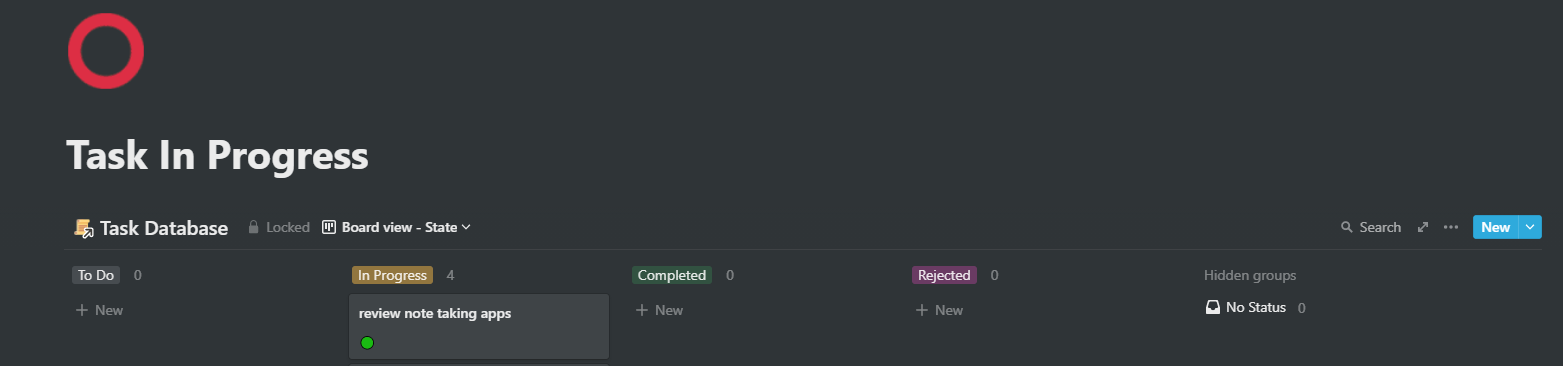 Task In Progress
Task Database Locked Board view - State Search New
To Do 0 In Progress 4 Completed 0 Rejected 0 Hidden groups
New review note taking apps New New No Status 0